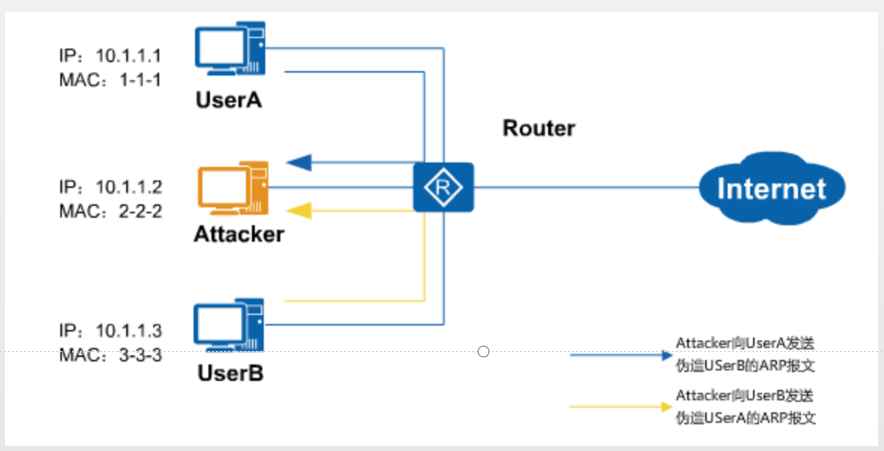 IP：10.1.1.1
MAC：1-1-1
UserA
Router
IP：10.1.1.2
MAC：2-2-2
Attacker
R
Internet
IP：10.1.1.3
MAC：3-3-3
UserB
Attacker向UserA发送
伪造USerB的ARP报文
Attacker向UserB发送
伪造USerA的ARP报文